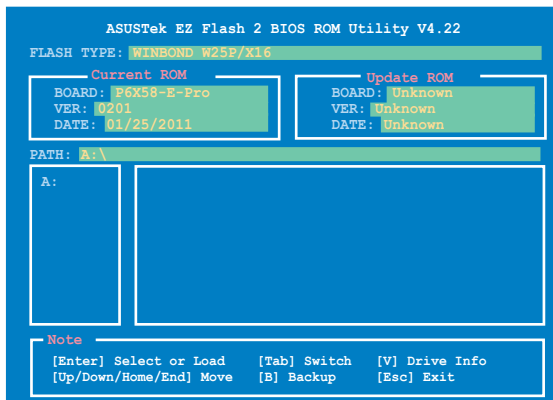 ASUSTek EZ Flash 2 BIOS ROM Utility V4.22
FLASH TYPE: WINBOND W25P/X16
Current ROM
BOARD: P6X58-E-Pro
VER: 0201
DATE: 01/25/2011
Update ROM
BOARD: Unknown
VER: Unknown
DATE: Unknown
PATH: A:\
A:
Note
[Enter] Select or Load [Tab] Switch [V] Drive Info
[Up/Down/Home/End] Move [B] Backup [Esc] Exit